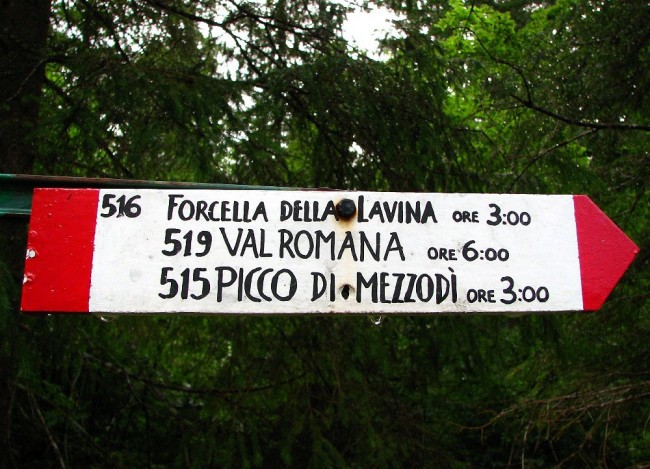 516 FORCELLA DELLA LAVINA ORE 3:00
519 VAL ROMANA ORE 6:00
515 PICCO DI MEZZODÌ ORE 3:00